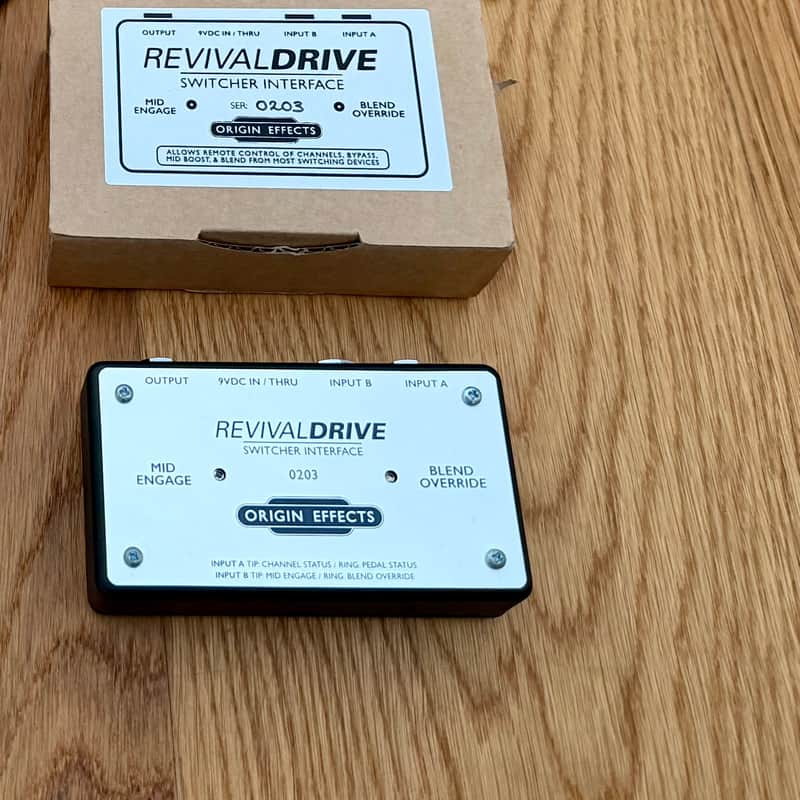 OUTPUT 9VDC IN / THRU INPUT B INPUT A
REVIVALDRIVE
SWITCHER INTERFACE
MID ENGAGE
SER: 0203
BLEND OVERRIDE
ORIGIN EFFECTS
ALLOWS REMOTE CONTROL OF CHANNELS, BYPASS,
MID BOOST, & BLEND FROM MOST SWITCHING DEVICES
OUTPUT 9VDC IN / THRU INPUT B INPUT A
REVIVALDRIVE
SWITCHER INTERFACE
MID
ENGAGE
0203
BLEND
OVERRIDE
ORIGIN EFFECTS
INPUT A TIP: CHANNEL STATUS / RING: PEDAL STATUS
INPUT B TIP: MID ENGAGE / RING: BLEND OVERRIDE